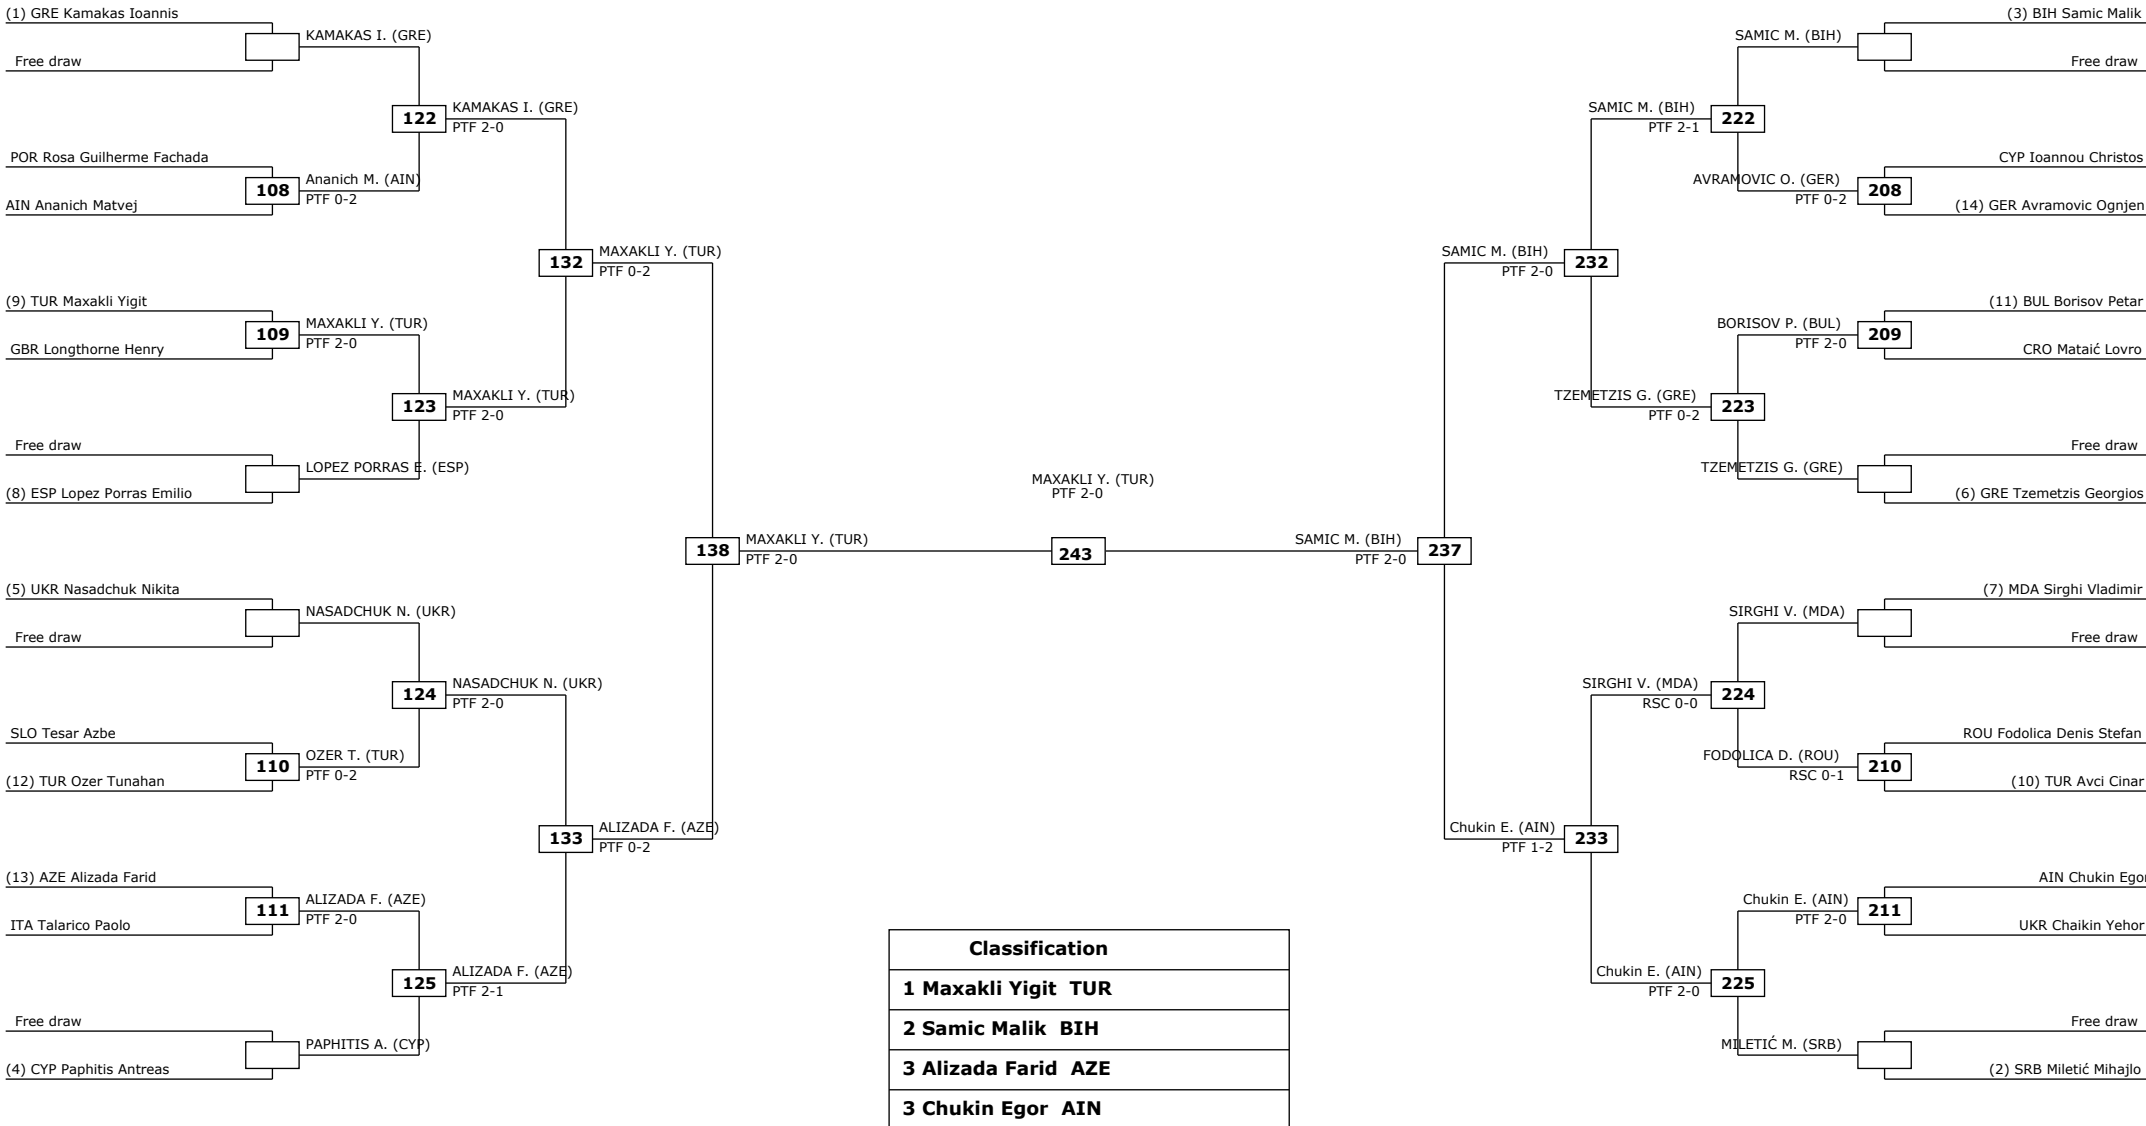 (1) GRE Kamakas Ioannis
KAMAKAS I. (GRE)
Free draw
KAMAKAS I. (GRE)
122
PTF 2-0
POR Rosa Guilherme Fachada
108
Ananich M. (AIN)
PTF 0-2
AIN Ananich Matvej
132
MAXAKLI Y. (TUR)
PTF 0-2
(9) TUR Maxakli Yigit
109
MAXAKLI Y. (TUR)
PTF 2-0
GBR Longthorne Henry
123
MAXAKLI Y. (TUR)
PTF 2-0
Free draw
LOPEZ PORRAS E. (ESP)
(8) ESP Lopez Porras Emilio
138
MAXAKLI Y. (TUR)
PTF 2-0
(5) UKR Nasadchuk Nikita
NASADCHUK N. (UKR)
Free draw
124
NASADCHUK N. (UKR)
PTF 2-0
SLO Tesar Azbe
110
OZER T. (TUR)
PTF 0-2
(12) TUR Ozer Tunahan
133
ALIZADA F. (AZE)
PTF 0-2
(13) AZE Alizada Farid
111
ALIZADA F. (AZE)
PTF 2-0
ITA Talarico Paolo
125
ALIZADA F. (AZE)
PTF 2-1
Free draw
PAPHITIS A. (CYP)
(4) CYP Paphitis Antreas
MAXAKLI Y. (TUR)
PTF 2-0
243
(3) BIH Samic Malik
SAMIC M. (BIH)
Free draw
SAMIC M. (BIH)
PTF 2-1
222
CYP Ioannou Christos
AVRAMOVIC O. (GER)
PTF 0-2
208
(14) GER Avramovic Ognjen
SAMIC M. (BIH)
PTF 2-0
232
(11) BUL Borisov Petar
BORISOV P. (BUL)
PTF 2-0
209
CRO Mataić Lovro
TZEMETZIS G. (GRE)
PTF 0-2
223
Free draw
TZEMETZIS G. (GRE)
(6) GRE Tzemetzis Georgios
SAMIC M. (BIH)
PTF 2-0
237
(7) MDA Sirghi Vladimir
SIRGHI V. (MDA)
Free draw
SIRGHI V. (MDA)
RSC 0-0
224
ROU Fodolica Denis Stefan
FODOLICA D. (ROU)
RSC 0-1
210
(10) TUR Avci Cinar
Chukin E. (AIN)
PTF 1-2
233
AIN Chukin Egor
Chukin E. (AIN)
PTF 2-0
211
UKR Chaikin Yehor
Chukin E. (AIN)
PTF 2-0
225
Free draw
MILETIĆ M. (SRB)
(2) SRB Miletić Mihajlo
Classification
1 Maxakli Yigit TUR
2 Samic Malik BIH
3 Alizada Farid AZE
3 Chukin Egor AIN